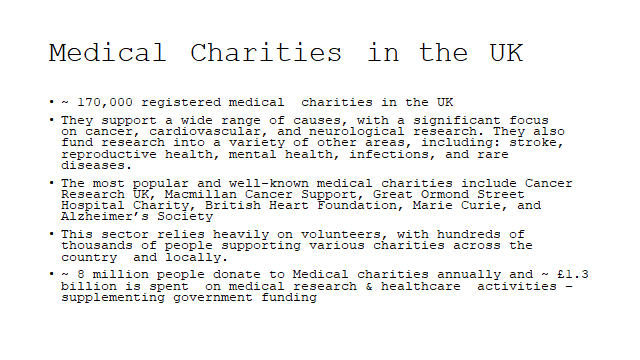 Medical Charities in the UK
• ~ 170,000 registered medical charities in the UK
• They support a wide range of causes, with a significant focus
on cancer, cardiovascular, and neurological research. They also
fund research into a variety of other areas, including: stroke,
reproductive health, mental health, infections, and rare
diseases.
• The most popular and well-known medical charities include Cancer
Research UK, Macmillan Cancer Support, Great Ormond Street
Hospital Charity, British Heart Foundation, Marie Curie, and
Alzheimer’s Society
• This sector relies heavily on volunteers, with hundreds of
thousands of people supporting various charities across the
country and locally.
• ~ 8 million people donate to Medical charities annually and ~ £1.3
billion is spent on medical research & healthcare activities –
supplementing government funding